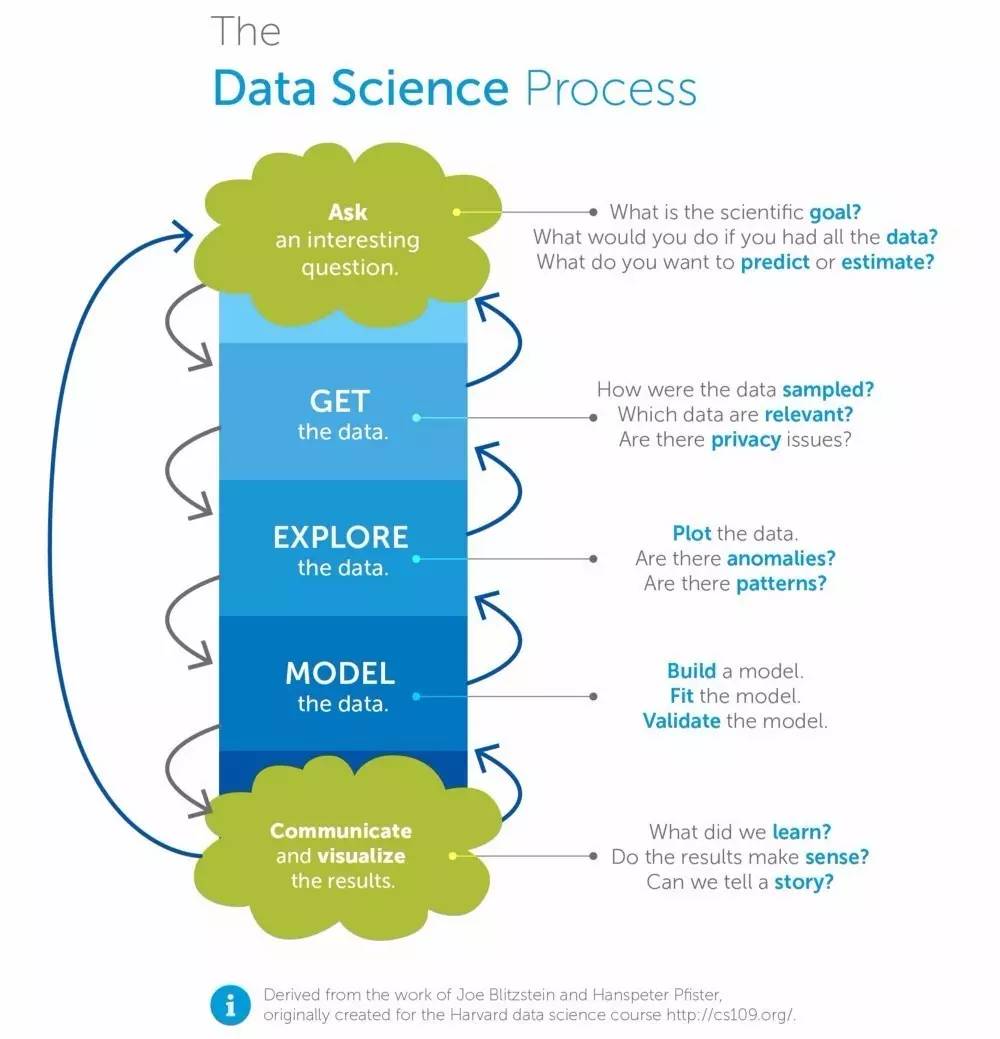 The
Data Science Process
Ask
an interesting
question.
What is the scientific goal?
What would you do if you had all the data?
What do you want to predict or estimate?
GET
the data.
How were the data sampled?
Which data are relevant?
Are there privacy issues?
EXPLORE
the data.
Plot the data.
Are there anomalies?
Are there patterns?
MODEL
the data.
Build a model.
Fit the model.
Validate the model.
Communicate
and visualize
the results.
What did we learn?
Do the results make sense?
Can we tell a story?
i
Derived from the work of Joe Blitzstein and Hanspeter Pfister,
originally created for the Harvard data science course http://cs109.org/.